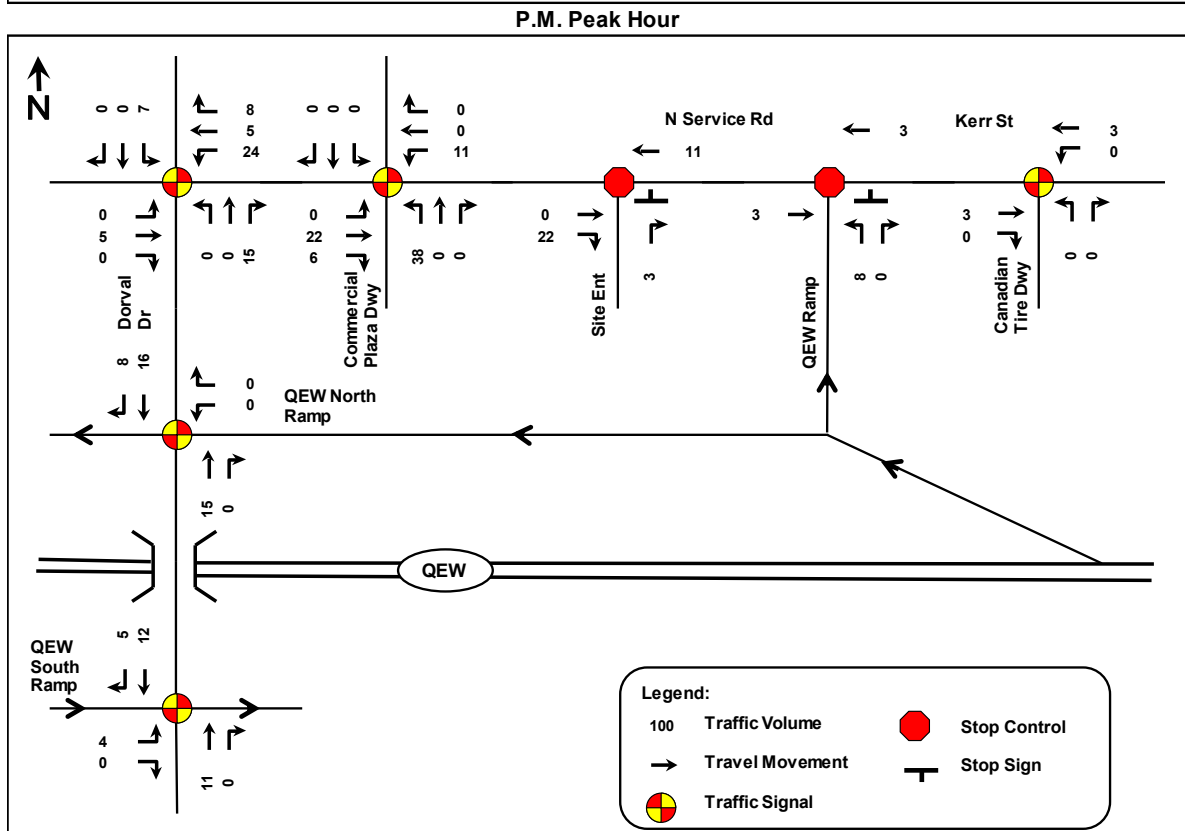 P.M. Peak Hour
N
0 0 7
8
5
24
0 0 0
0
0
11
N Service Rd
11
3
Kerr St
3
0
0
5
0
0 0 15
0
22
6
38 0 0
0
22
3
3
8 0
3
0
0 0
Dorval
Dr
Commercial
Plaza Dwy
Site Ent
QEW Ramp
Canadian
Tire Dwy
8 16
0
0
QEW North
Ramp
15 0
QEW
5 12
QEW
South
Ramp
4
0
11 0
Legend:
100 Traffic Volume
Travel Movement
Traffic Signal
Stop Control
Stop Sign